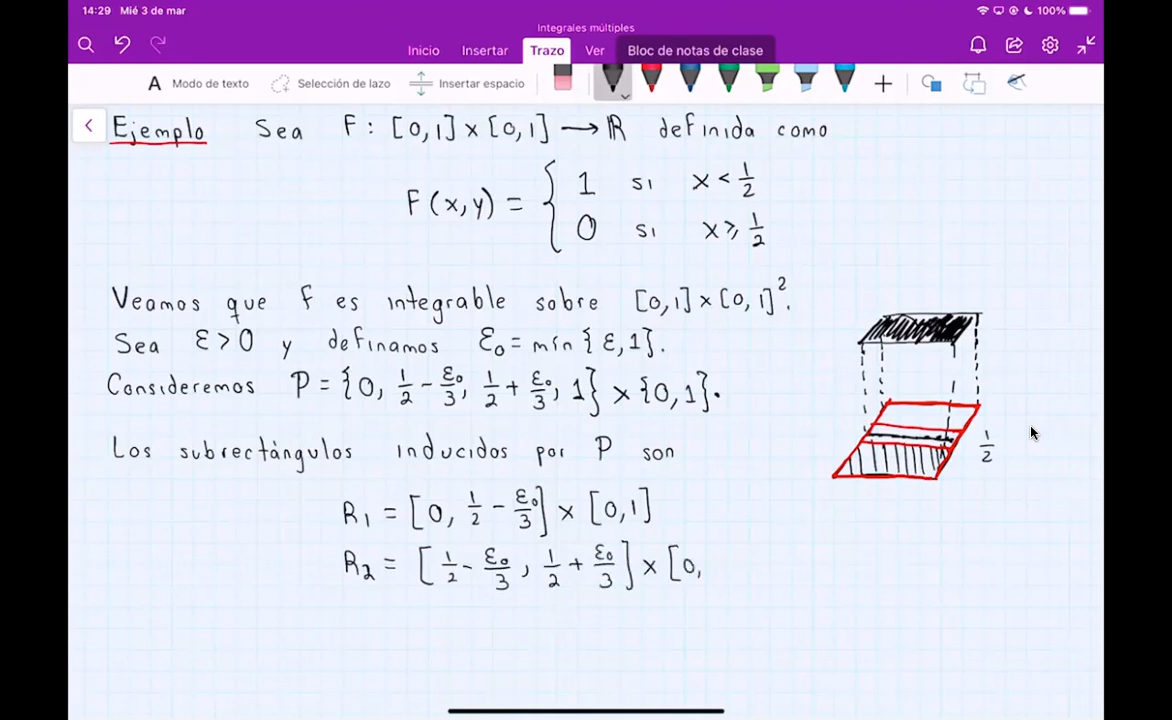 14:29 Mié 3 de mar
100%
Integrales múltiples
Inicio Insertar Trazo Ver Bloc de notas de clase
A Modo de texto Selección de lazo Insertar espacio
Ejemplo Sea F: [0,1] x [0,1] → ℝ definida como
F(x,y) = { 1 si x < 1/2
0 si x ⩾ 1/2
Veamos que f es integrable sobre [0,1] x [0,1]².
Sea ε > 0 y definamos ε₀ = mín {ε, 1}.
Consideremos P = {0, 1/2 - ε₀/3, 1/2 + ε₀/3, 1} x {0, 1}.
1/2
Los subrectángulos inducidos por P son
R₁ = [0, 1/2 - ε₀/3] x [0,1]
R₂ = [1/2 - ε₀/3, 1/2 + ε₀/3] x [0,